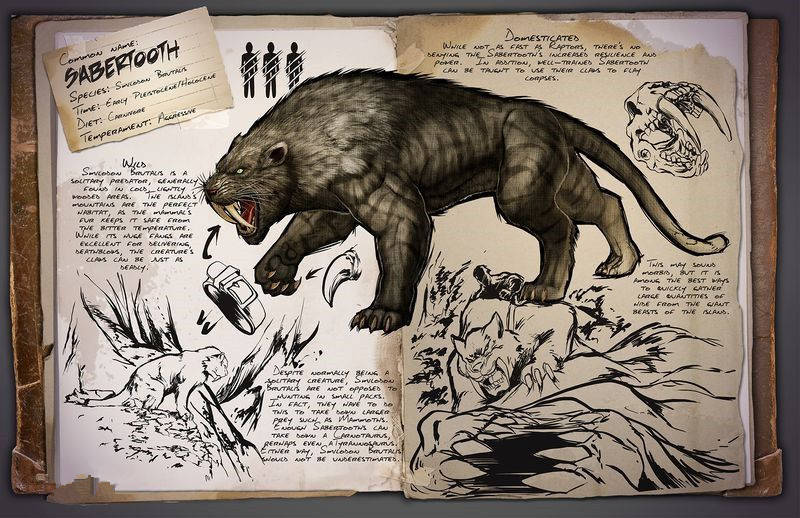 Common name:
SABERTOOTH
Species: Smilodon Brutalis
Time: Early Pleistocene/Holocene
Diet: Carnivore
Temperament: Aggressive
Wild
Smilodon Brutalis is a
solitary predator, generally
found in cold, lightly
wooded areas. The island's
mountains are the perfect
habitat, as the mammal's
fur keeps it safe from
the bitter temperature.
While its huge fangs are
excellent for delivering
deathblows, the creature's
claws can be just as
deadly.
Despite normally being a
solitary creature, Smilodon
Brutalis are not opposed to
hunting in small packs.
In fact, they have to do
this to take down larger
prey such as Mammoths.
Enough Sabertooths can
take down a Carnotaurus,
perhaps even a Tyrannosaurus.
Either way, Smilodon Brutalis
should not be underestimated.
Domesticated
While not as fast as Raptors, there's no
denying the Sabertooth's increased resilience and
power. In addition, well-trained Sabertooth
can be taught to use their claws to flay
corpses.
This may sound
morbid, but it is
among the best ways
to quickly gather
large quantities of
hide from the giant
beasts of the island.